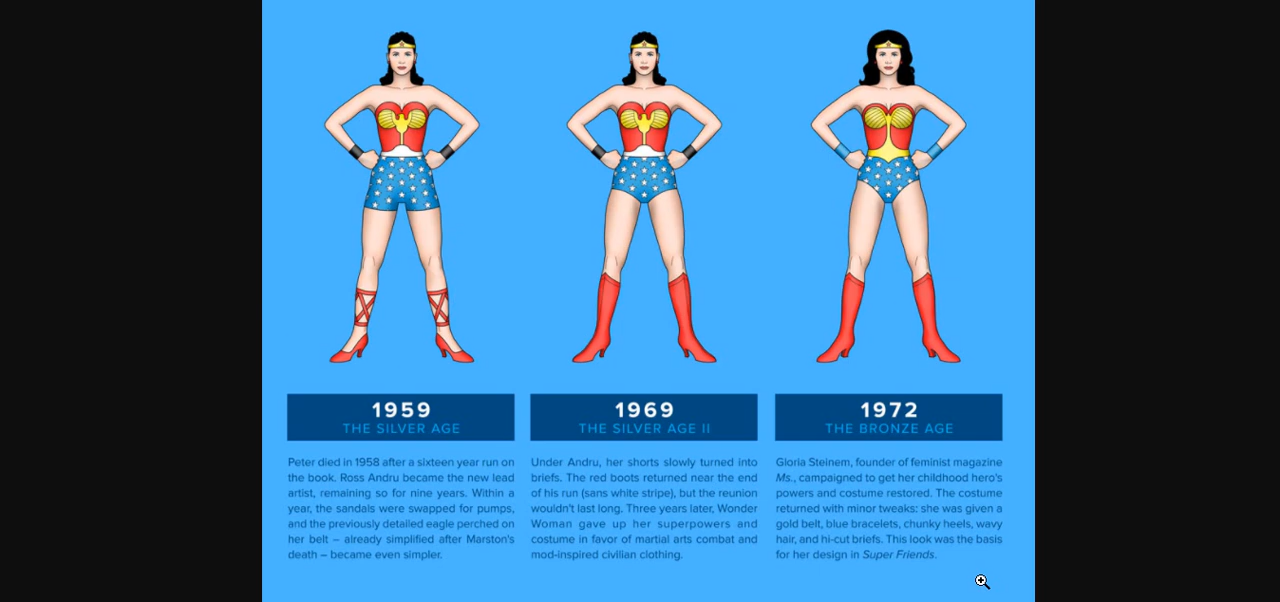 1959
THE SILVER AGE
Peter died in 1958 after a sixteen year run on
the book. Ross Andru became the new lead
artist, remaining so for nine years. Within a
year, the sandals were swapped for pumps,
and the previously detailed eagle perched on
her belt – already simplified after Marston's
death – became even simpler.
1969
THE SILVER AGE II
Under Andru, her shorts slowly turned into
briefs. The red boots returned near the end
of his run (sans white stripe), but the reunion
wouldn't last long. Three years later, Wonder
Woman gave up her superpowers and
costume in favor of martial arts combat and
mod-inspired civilian clothing.
1972
THE BRONZE AGE
Gloria Steinem, founder of feminist magazine
Ms., campaigned to get her childhood hero's
powers and costume restored. The costume
returned with minor tweaks: she was given a
gold belt, blue bracelets, chunky heels, wavy
hair, and hi-cut briefs. This look was the basis
for her design in Super Friends.